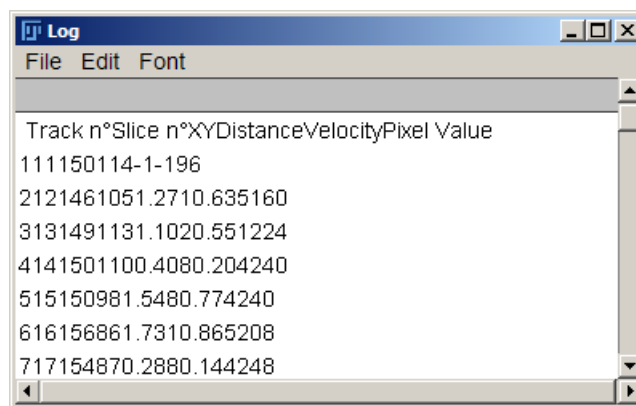 Log
File Edit Font
Track n°Slice n°XYDistanceVelocityPixel Value
111150114-1-196
2121461051.2710.635160
3131491131.1020.551224
4141501100.4080.204240
515150981.5480.774240
616156861.7310.865208
717154870.2880.144248